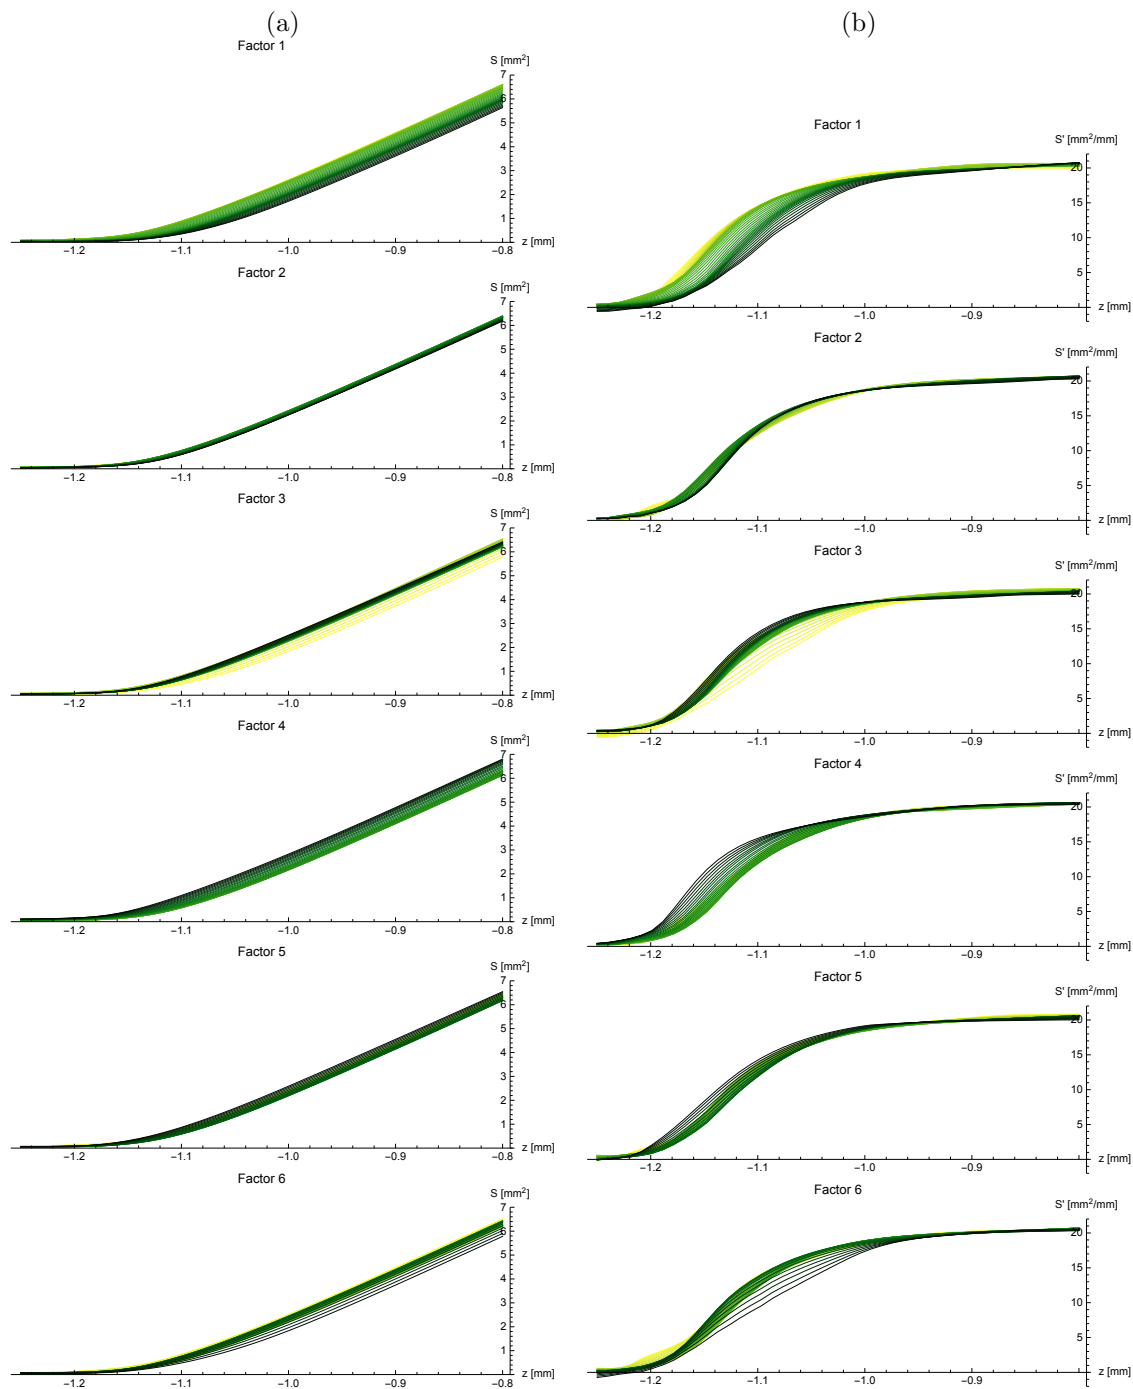 (a)
Factor 1
S [mm²]
7
6
5
4
3
2
1
−1.2 −1.1 −1.0 −0.9 −0.8
z [mm]
Factor 2
S [mm²]
7
6
5
4
3
2
1
−1.2 −1.1 −1.0 −0.9 −0.8
z [mm]
Factor 3
S [mm²]
7
6
5
4
3
2
1
−1.2 −1.1 −1.0 −0.9 −0.8
z [mm]
Factor 4
S [mm²]
7
6
5
4
3
2
1
−1.2 −1.1 −1.0 −0.9 −0.8
z [mm]
Factor 5
S [mm²]
7
6
5
4
3
2
1
−1.2 −1.1 −1.0 −0.9 −0.8
z [mm]
Factor 6
S [mm²]
7
6
5
4
3
2
1
−1.2 −1.1 −1.0 −0.9 −0.8
z [mm]
(b)
Factor 1
S' [mm²/mm]
20
15
10
5
−1.2 −1.1 −1.0 −0.9
z [mm]
Factor 2
S' [mm²/mm]
20
15
10
5
−1.2 −1.1 −1.0 −0.9
z [mm]
Factor 3
S' [mm²/mm]
20
15
10
5
−1.2 −1.1 −1.0 −0.9
z [mm]
Factor 4
S' [mm²/mm]
20
15
10
5
−1.2 −1.1 −1.0 −0.9
z [mm]
Factor 5
S' [mm²/mm]
20
15
10
5
−1.2 −1.1 −1.0 −0.9
z [mm]
Factor 6
S' [mm²/mm]
20
15
10
5
−1.2 −1.1 −1.0 −0.9
z [mm]